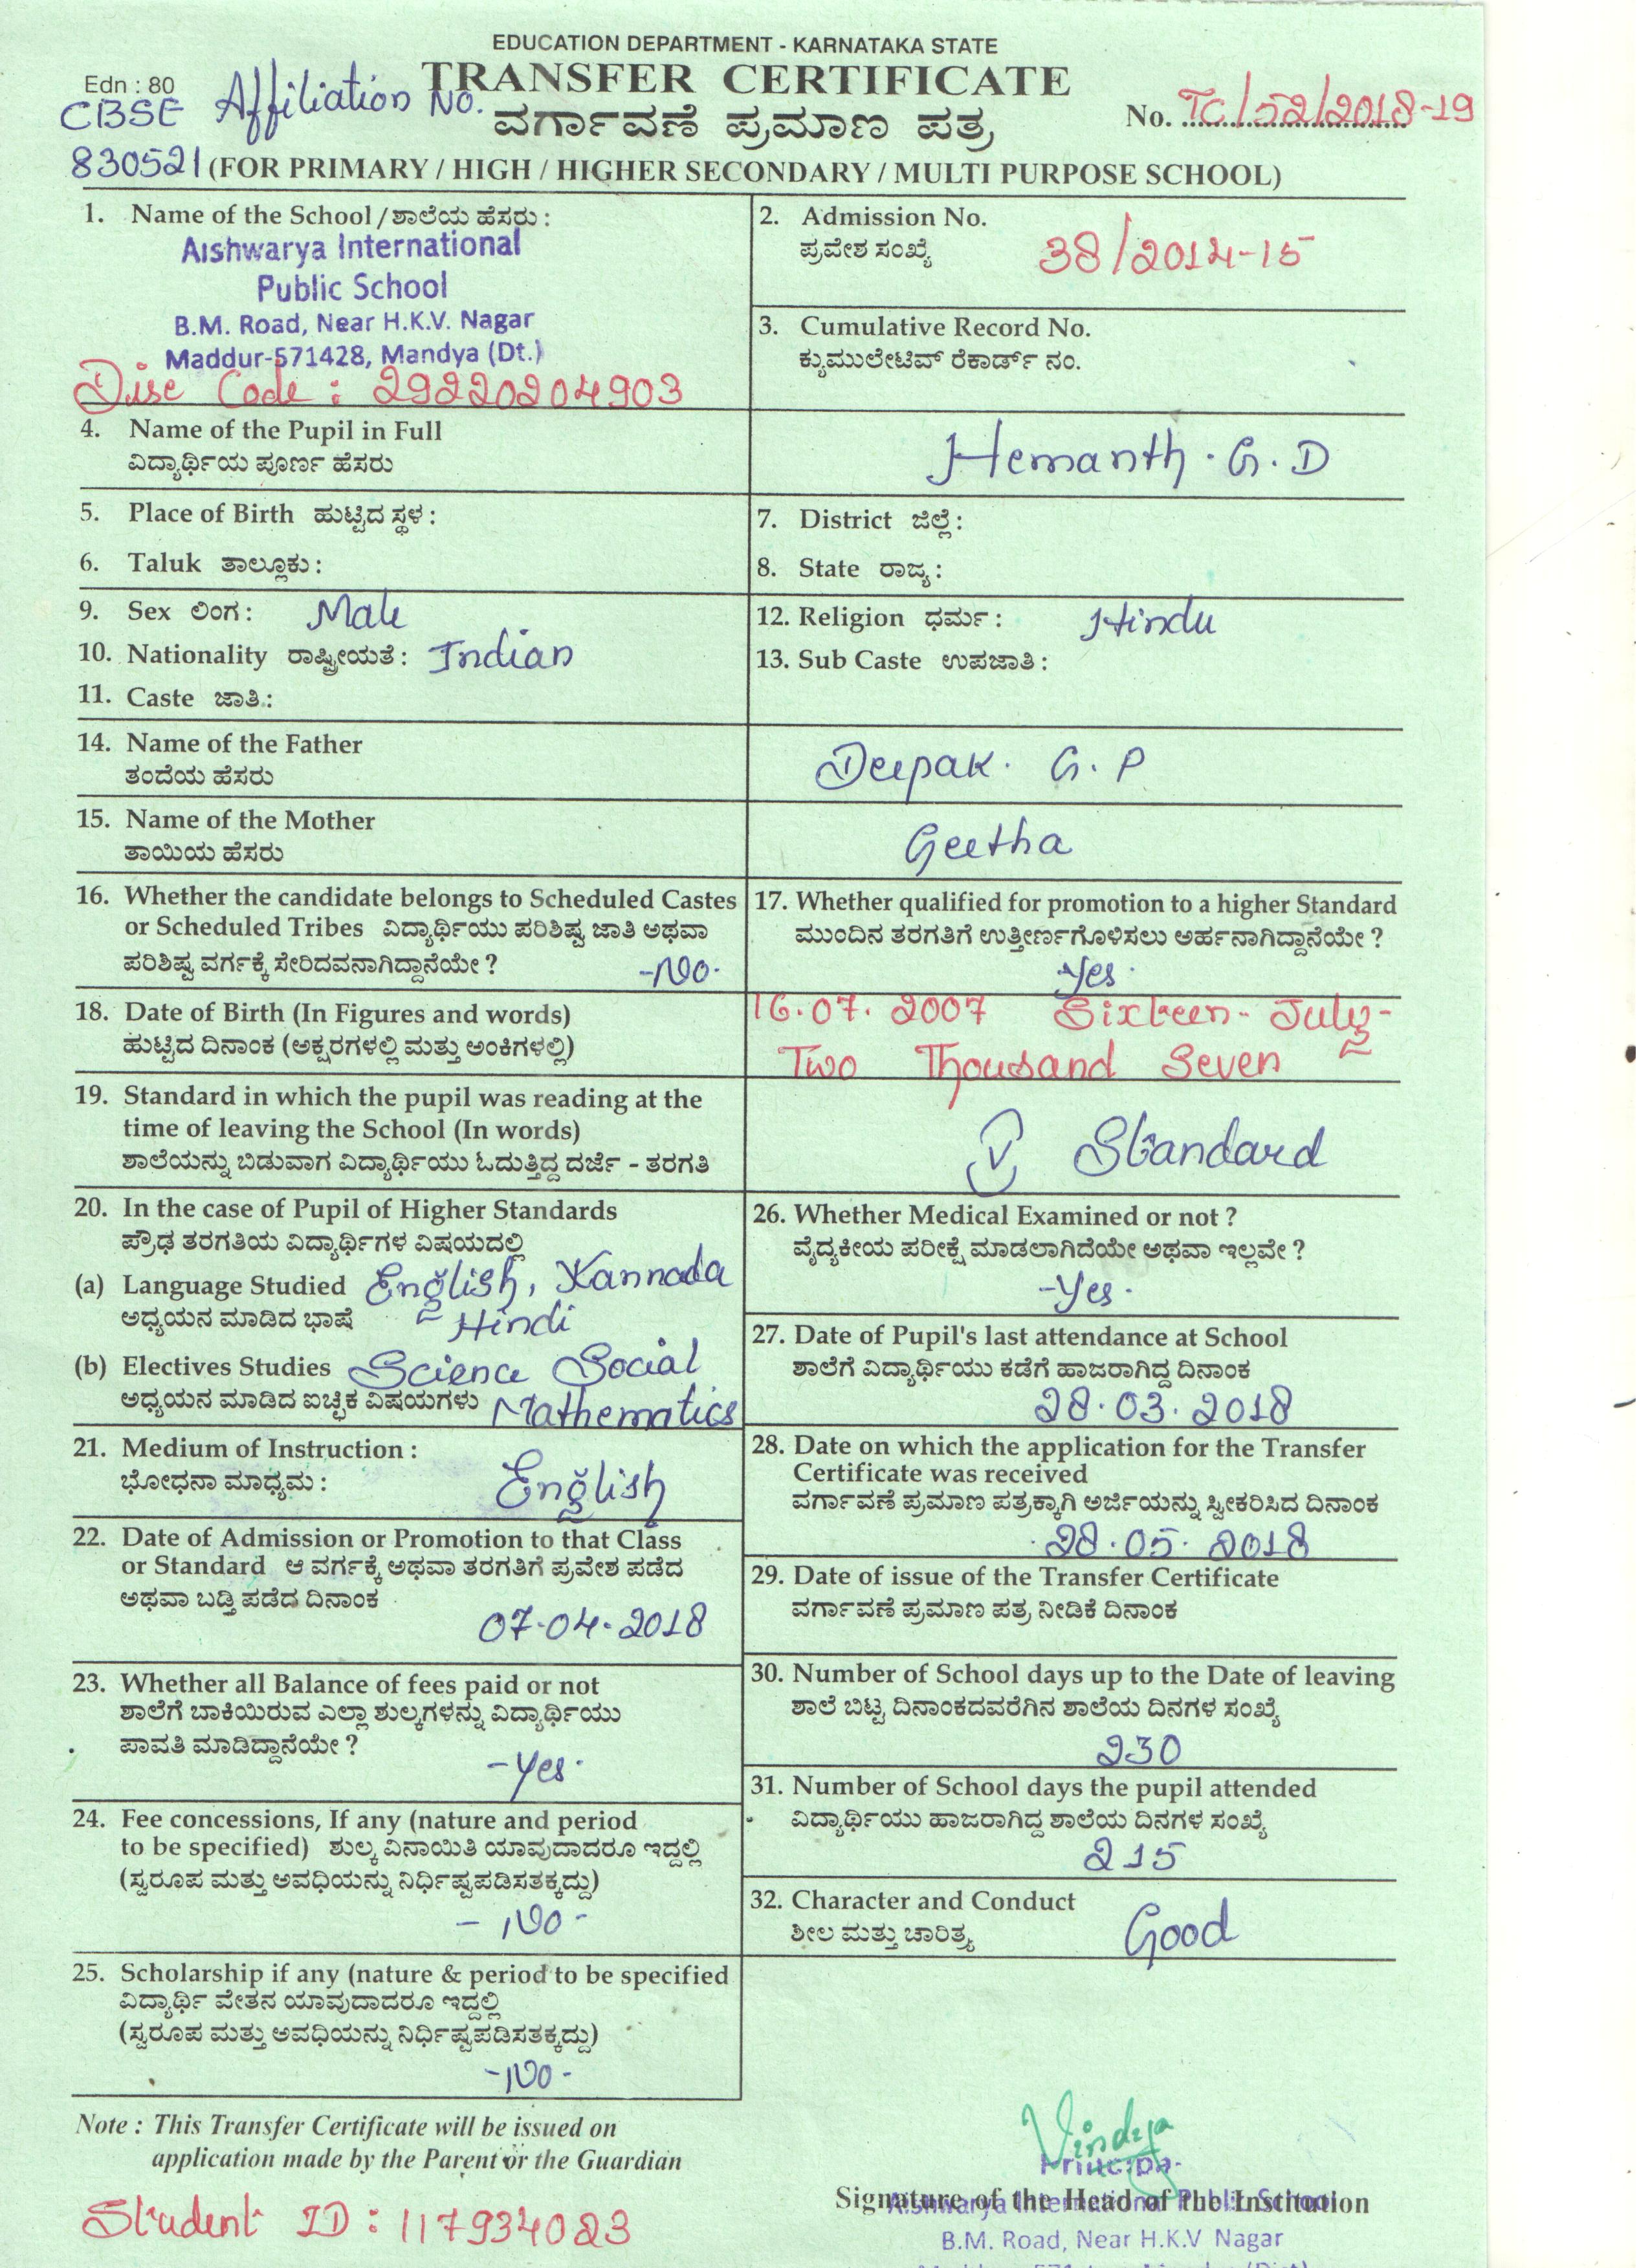 EDUCATION DEPARTMENT - KARNATAKA STATE
Edn : 80
TRANSFER CERTIFICATE
CBSE Affiliation No.
ವರ್ಗಾವಣೆ ಪ್ರಮಾಣ ಪತ್ರ
No. TC/52/2018-19
830521 (FOR PRIMARY / HIGH / HIGHER SECONDARY / MULTI PURPOSE SCHOOL)
1. Name of the School / ಶಾಲೆಯ ಹೆಸರು :
Aishwarya International
Public School
B.M. Road, Near H.K.V. Nagar
Maddur-571428, Mandya (Dt.)
Dise Code : 29220204903
2. Admission No.
ಪ್ರವೇಶ ಸಂಖ್ಯೆ 38/2014-15
3. Cumulative Record No.
ಕ್ಯುಮುಲೇಟಿವ್ ರೆಕಾರ್ಡ್ ನಂ.
4. Name of the Pupil in Full
ವಿದ್ಯಾರ್ಥಿಯ ಪೂರ್ಣ ಹೆಸರು
Hemanth . G . D
5. Place of Birth ಹುಟ್ಟಿದ ಸ್ಥಳ :
6. Taluk ತಾಲ್ಲೂಕು :
7. District ಜಿಲ್ಲೆ :
8. State ರಾಜ್ಯ :
9. Sex ಲಿಂಗ : Male
10. Nationality ರಾಷ್ಟ್ರೀಯತೆ : Indian
11. Caste ಜಾತಿ :
12. Religion ಧರ್ಮ : Hindu
13. Sub Caste ಉಪಜಾತಿ :
14. Name of the Father
ತಂದೆಯ ಹೆಸರು
Deepak . G . P
15. Name of the Mother
ತಾಯಿಯ ಹೆಸರು
Geetha
16. Whether the candidate belongs to Scheduled Castes
or Scheduled Tribes ವಿದ್ಯಾರ್ಥಿಯು ಪರಿಶಿಷ್ಟ ಜಾತಿ ಅಥವಾ
ಪರಿಶಿಷ್ಟ ವರ್ಗಕ್ಕೆ ಸೇರಿದವನಾಗಿದ್ದಾನೆಯೇ ? -No-
17. Whether qualified for promotion to a higher Standard
ಮುಂದಿನ ತರಗತಿಗೆ ಉತ್ತೀರ್ಣಗೊಳಿಸಲು ಅರ್ಹನಾಗಿದ್ದಾನೆಯೇ ?
-Yes-
18. Date of Birth (In Figures and words)
ಹುಟ್ಟಿದ ದಿನಾಂಕ (ಅಕ್ಷರಗಳಲ್ಲಿ ಮತ್ತು ಅಂಕಿಗಳಲ್ಲಿ)
16.07.2007 Sixteen - July -
Two Thousand Seven
19. Standard in which the pupil was reading at the
time of leaving the School (In words)
ಶಾಲೆಯನ್ನು ಬಿಡುವಾಗ ವಿದ್ಯಾರ್ಥಿಯು ಓದುತ್ತಿದ್ದ ದರ್ಜೆ - ತರಗತಿ
V Standard
20. In the case of Pupil of Higher Standards
ಪ್ರೌಢ ತರಗತಿಯ ವಿದ್ಯಾರ್ಥಿಗಳ ವಿಷಯದಲ್ಲಿ
(a) Language Studied English, Kannada
ಅಧ್ಯಯನ ಮಾಡಿದ ಭಾಷೆ Hindi
(b) Electives Studies Science Social
ಅಧ್ಯಯನ ಮಾಡಿದ ಐಚ್ಛಿಕ ವಿಷಯಗಳು Mathematics
21. Medium of Instruction :
ಭೋಧನಾ ಮಾಧ್ಯಮ : English
22. Date of Admission or Promotion to that Class
or Standard ಆ ವರ್ಗಕ್ಕೆ ಅಥವಾ ತರಗತಿಗೆ ಪ್ರವೇಶ ಪಡೆದ
ಅಥವಾ ಬಡ್ತಿ ಪಡೆದ ದಿನಾಂಕ
07.04.2018
23. Whether all Balance of fees paid or not
ಶಾಲೆಗೆ ಬಾಕಿಯಿರುವ ಎಲ್ಲಾ ಶುಲ್ಕಗಳನ್ನು ವಿದ್ಯಾರ್ಥಿಯು
ಪಾವತಿ ಮಾಡಿದ್ದಾನೆಯೇ ?
-Yes-
24. Fee concessions, If any (nature and period
to be specified) ಶುಲ್ಕ ವಿನಾಯಿತಿ ಯಾವುದಾದರೂ ಇದ್ದಲ್ಲಿ
(ಸ್ವರೂಪ ಮತ್ತು ಅವಧಿಯನ್ನು ನಿರ್ಧಿಷ್ಟಪಡಿಸತಕ್ಕದ್ದು)
- No -
25. Scholarship if any (nature & period to be specified
ವಿದ್ಯಾರ್ಥಿ ವೇತನ ಯಾವುದಾದರೂ ಇದ್ದಲ್ಲಿ
(ಸ್ವರೂಪ ಮತ್ತು ಅವಧಿಯನ್ನು ನಿರ್ಧಿಷ್ಟಪಡಿಸತಕ್ಕದ್ದು)
-No-
26. Whether Medical Examined or not ?
ವೈದ್ಯಕೀಯ ಪರೀಕ್ಷೆ ಮಾಡಲಾಗಿದೆಯೇ ಅಥವಾ ಇಲ್ಲವೇ ?
-Yes-
27. Date of Pupil's last attendance at School
ಶಾಲೆಗೆ ವಿದ್ಯಾರ್ಥಿಯು ಕಡೆಗೆ ಹಾಜರಾಗಿದ್ದ ದಿನಾಂಕ
28.03.2018
28. Date on which the application for the Transfer
Certificate was received
ವರ್ಗಾವಣೆ ಪ್ರಮಾಣ ಪತ್ರಕ್ಕಾಗಿ ಅರ್ಜಿಯನ್ನು ಸ್ವೀಕರಿಸಿದ ದಿನಾಂಕ
28.05.2018
29. Date of issue of the Transfer Certificate
ವರ್ಗಾವಣೆ ಪ್ರಮಾಣ ಪತ್ರ ನೀಡಿಕೆ ದಿನಾಂಕ
30. Number of School days up to the Date of leaving
ಶಾಲೆ ಬಿಟ್ಟ ದಿನಾಂಕದವರೆಗಿನ ಶಾಲೆಯ ದಿನಗಳ ಸಂಖ್ಯೆ
230
31. Number of School days the pupil attended
ವಿದ್ಯಾರ್ಥಿಯು ಹಾಜರಾಗಿದ್ದ ಶಾಲೆಯ ದಿನಗಳ ಸಂಖ್ಯೆ
215
32. Character and Conduct
ಶೀಲ ಮತ್ತು ಚಾರಿತ್ರ್ಯ Good
Note : This Transfer Certificate will be issued on
application made by the Parent or the Guardian
Student ID : 117934023
Vindya
Principa
Signature of the Head of the Institution
Aishwarya International Public School
B.M. Road, Near H.K.V Nagar